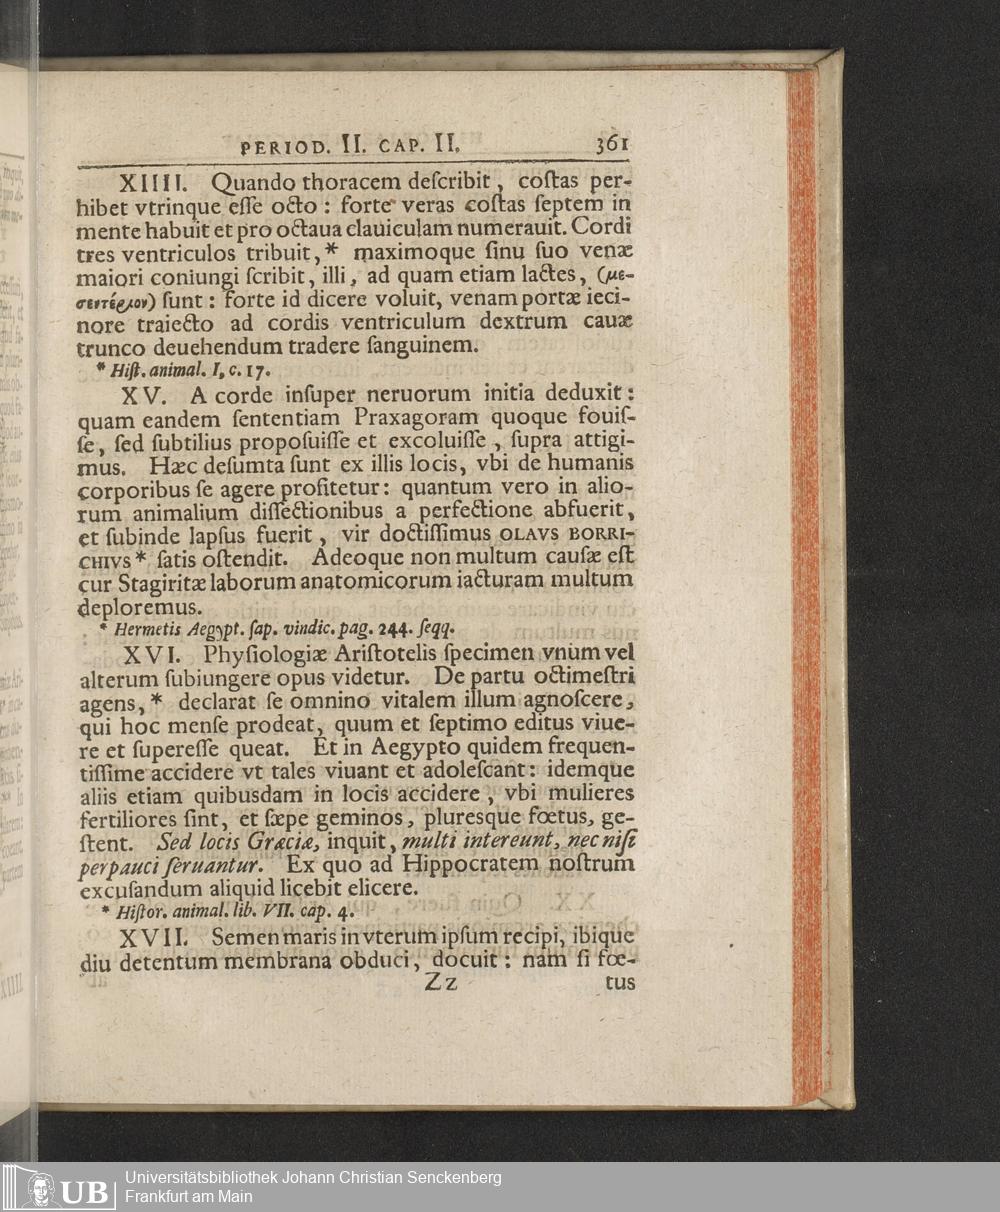 PERIOD. II. CAP. II. 361
XIIII. Quando thoracem deſcribit, coſtas per-
hibet vtrinque eſſe octo : forte veras coſtas ſeptem in
mente habuit et pro octaua clauiculam numerauit. Cordi
tres ventriculos tribuit, * maximoque ſinu ſuo venæ
maiori coniungi ſcribit, illi, ad quam etiam lactes, (με-
σεντέριον) ſunt : forte id dicere voluit, venam portæ ieci-
nore traiecto ad cordis ventriculum dextrum cauæ
trunco deuehendum tradere ſanguinem.
* Hiſt. animal. I, c. 17.
XV. A corde inſuper neruorum initia deduxit :
quam eandem ſententiam Praxagoram quoque fouiſ-
ſe, ſed ſubtilius propoſuiſſe et excoluiſſe, ſupra attigi-
mus. Hæc deſumta ſunt ex illis locis, vbi de humanis
corporibus ſe agere profitetur : quantum vero in alio-
rum animalium diſſectionibus a perfectione abfuerit,
et ſubinde lapſus fuerit, vir doctiſſimus OLAVS BORRI-
CHIVS * ſatis oſtendit. Adeoque non multum cauſæ eſt
cur Stagiritæ laborum anatomicorum iacturam multum
deploremus.
* Hermetis Aegypt. ſap. vindic. pag. 244. ſeqq.
XVI. Phyſiologiæ Ariſtotelis ſpecimen vnum vel
alterum ſubiungere opus videtur. De partu octimeſtri
agens, * declarat ſe omnino vitalem illum agnoſcere,
qui hoc menſe prodeat, quum et ſeptimo editus viue-
re et ſupereſſe queat. Et in Aegypto quidem frequen-
tiſſime accidere vt tales viuant et adoleſcant : idemque
aliis etiam quibusdam in locis accidere, vbi mulieres
fertiliores ſint, et ſæpe geminos, pluresque fœtus, ge-
ſtent. Sed locis Græciæ, inquit, multi intereunt, nec niſi
perpauci ſeruantur. Ex quo ad Hippocratem noſtrum
excuſandum aliquid licebit elicere.
* Hiſtor. animal. lib. VII. cap. 4.
XVII. Semen maris in vterum ipſum recipi, ibique
diu detentum membrana obduci, docuit : nam ſi fœ-
Zz tus
UB
Universitätsbibliothek Johann Christian Senckenberg
Frankfurt am Main